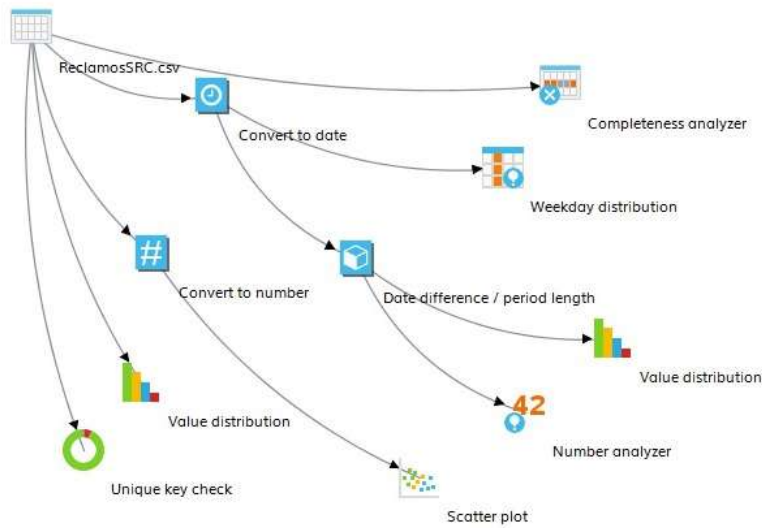 ReclamosSRC.csv
Completeness analyzer
Convert to date
Weekday distribution
#
Convert to number
Date difference / period length
Value distribution
42
Value distribution
Number analyzer
Unique key check
Scatter plot